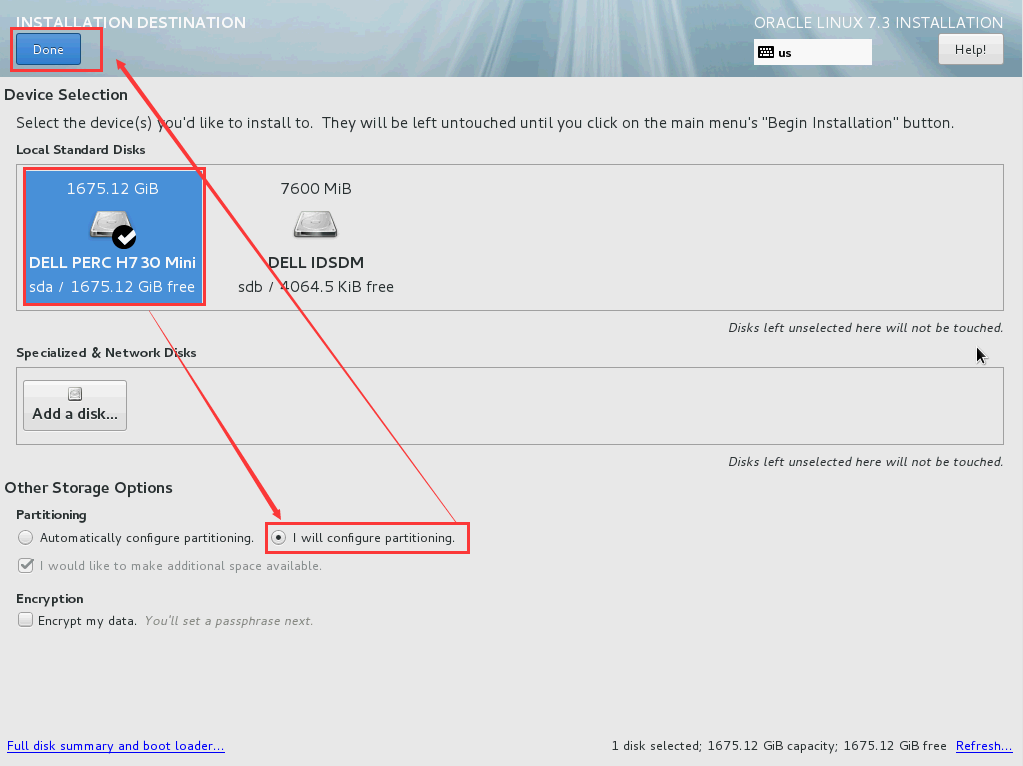 INSTALLATION DESTINATION
ORACLE LINUX 7.3 INSTALLATION
Done
us
Help!
Device Selection
Select the device(s) you'd like to install to. They will be left untouched until you click on the main menu's "Begin Installation" button.
Local Standard Disks
1675.12 GiB
DELL PERC H730 Mini
sda / 1675.12 GiB free
7600 MiB
DELL IDSDM
sdb / 4064.5 KiB free
Disks left unselected here will not be touched.
Specialized & Network Disks
Add a disk...
Disks left unselected here will not be touched.
Other Storage Options
Partitioning
Automatically configure partitioning.
I will configure partitioning.
I would like to make additional space available.
Encryption
Encrypt my data. You'll set a passphrase next.
Full disk summary and boot loader...
1 disk selected; 1675.12 GiB capacity; 1675.12 GiB free Refresh...